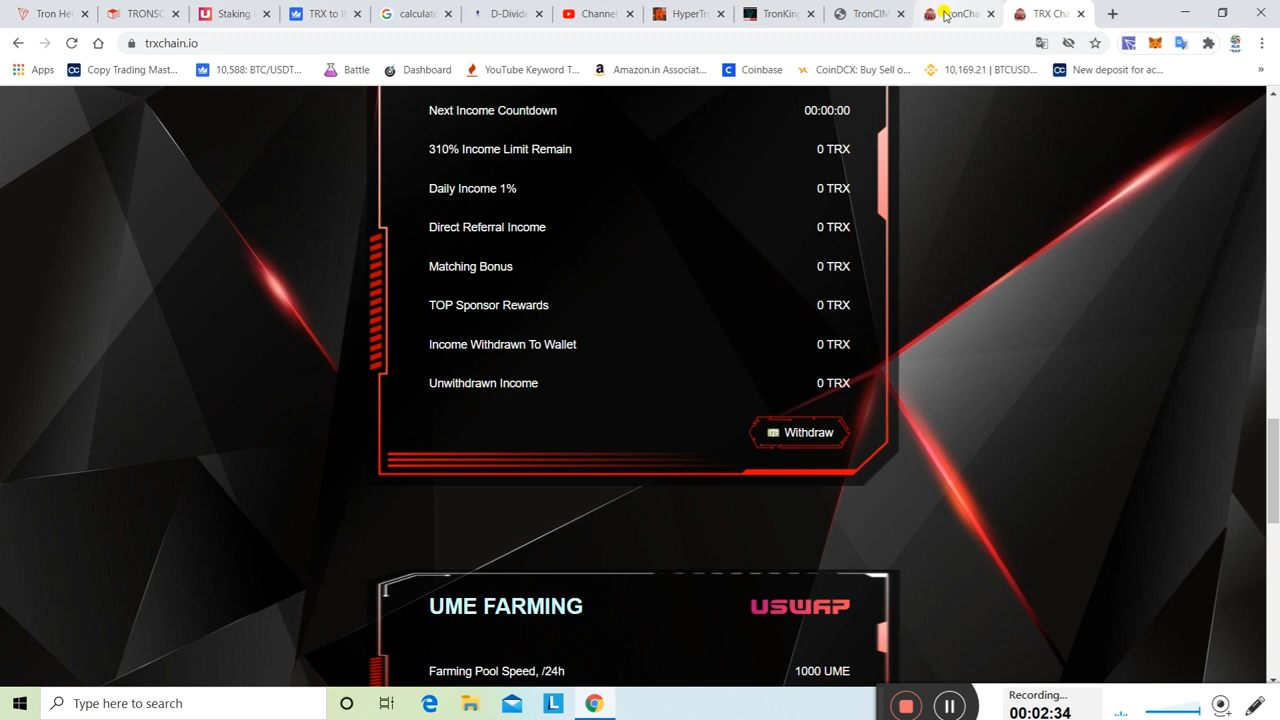 Tron He
TRONSC
Staking
TRX to I
calculato
D-Divide
Channel
HyperTr
TronKing
TronCIM
ronCha
TRX Cha
trxchain.io
Apps
Copy Trading Mast...
10,588: BTC/USDT...
Battle
Dashboard
YouTube Keyword T...
Amazon.in Associat...
Coinbase
CoinDCX: Buy Sell o...
10,169.21 | BTCUSD...
New deposit for ac...
»
Next Income Countdown 00:00:00
310% Income Limit Remain 0 TRX
Daily Income 1% 0 TRX
Direct Referral Income 0 TRX
Matching Bonus 0 TRX
TOP Sponsor Rewards 0 TRX
Income Withdrawn To Wallet 0 TRX
Unwithdrawn Income 0 TRX
Withdraw
UME FARMING USWAP
Farming Pool Speed, /24h 1000 UME
Type here to search
Recording...
00:02:34